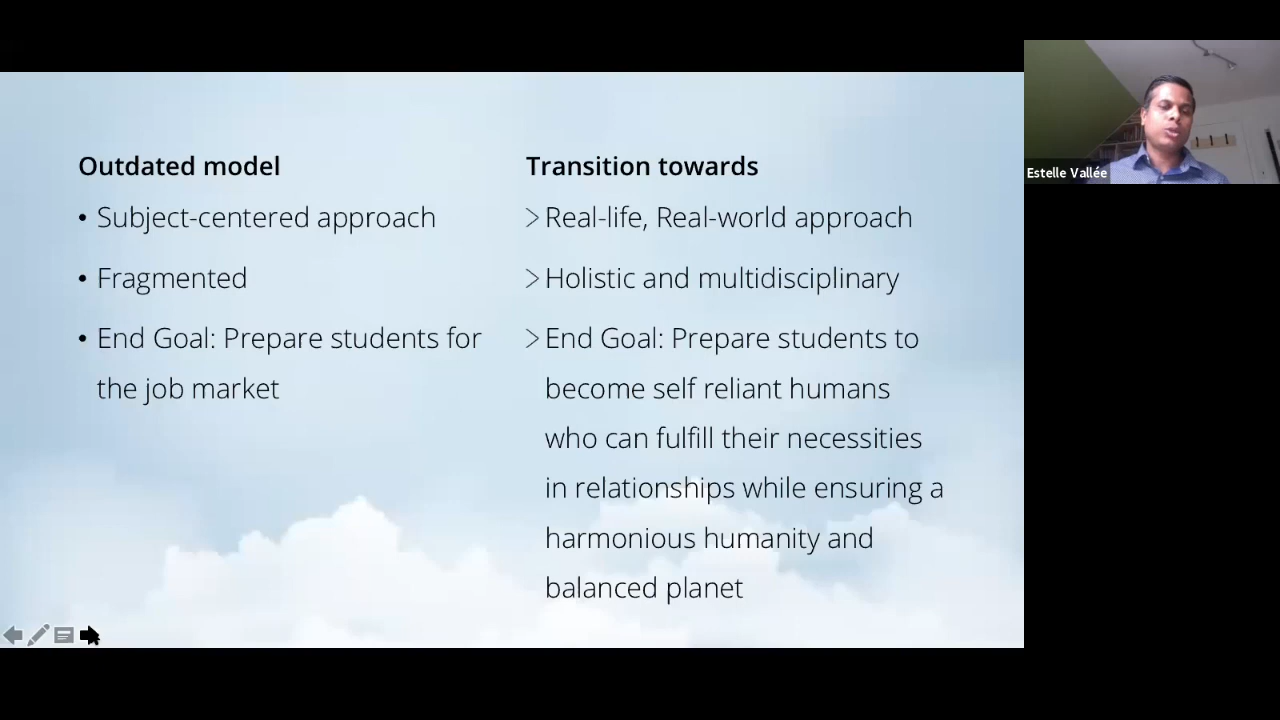 Outdated model
• Subject-centered approach
• Fragmented
• End Goal: Prepare students for
the job market
Transition towards
> Real-life, Real-world approach
> Holistic and multidisciplinary
> End Goal: Prepare students to
become self reliant humans
who can fulfill their necessities
in relationships while ensuring a
harmonious humanity and
balanced planet
Estelle Vallée